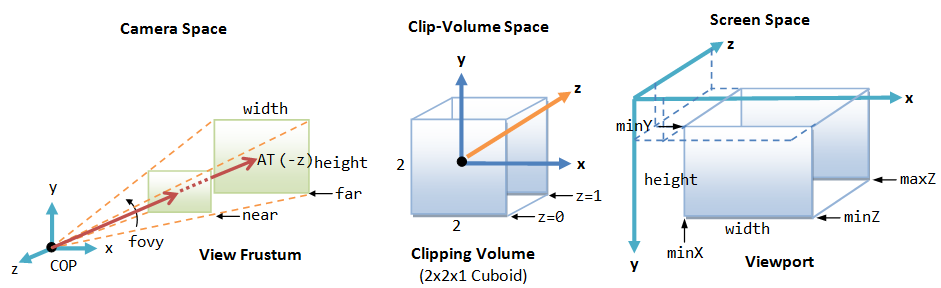 Camera Space
width
AT(-z)
height
far
near
y
fovy
x
z
COP
View Frustum
Clip-Volume Space
y
z
2
x
z=1
z=0
2
Clipping Volume
(2x2x1 Cuboid)
Screen Space
z
x
minY
height
maxZ
minZ
width
minX
y
Viewport